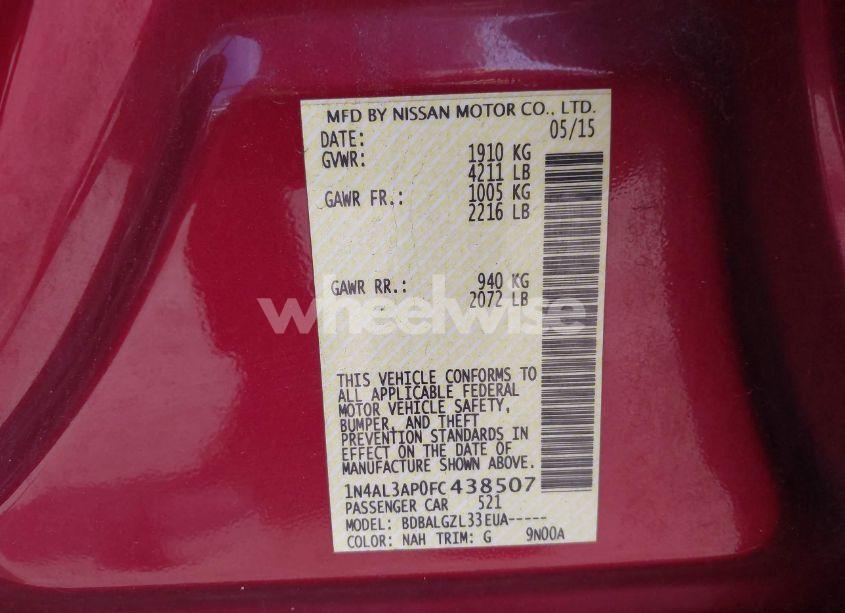 MFD BY NISSAN MOTOR CO., LTD.
DATE: 05/15
GVWR: 1910 KG
4211 LB
GAWR FR.: 1005 KG
2216 LB
GAWR RR.: 940 KG
2072 LB
wheelwise
THIS VEHICLE CONFORMS TO
ALL APPLICABLE FEDERAL
MOTOR VEHICLE SAFETY,
BUMPER, AND THEFT
PREVENTION STANDARDS IN
EFFECT ON THE DATE OF
MANUFACTURE SHOWN ABOVE.
1N4AL3AP0FC438507
PASSENGER CAR 521
MODEL: BDBALGZL33EUA-----
COLOR: NAH TRIM: G 9N00A